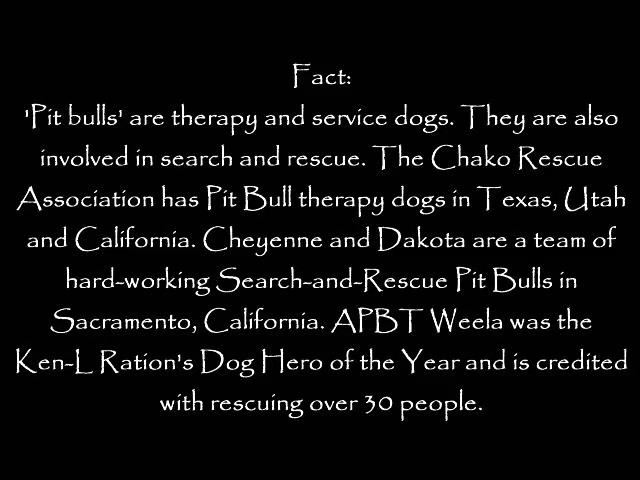 Fact:
'Pit bulls' are therapy and service dogs. They are also
involved in search and rescue. The Chako Rescue
Association has Pit Bull therapy dogs in Texas, Utah
and California. Cheyenne and Dakota are a team of
hard-working Search-and-Rescue Pit Bulls in
Sacramento, California. APBT Weela was the
Ken-L Ration's Dog Hero of the Year and is credited
with rescuing over 30 people.